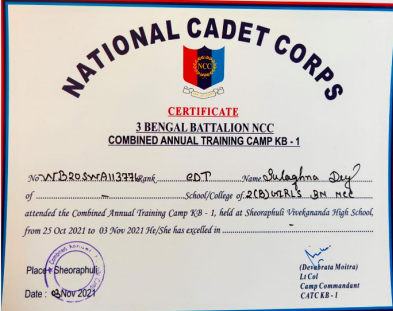 NATIONAL CADET CORPS
NCC
CERTIFICATE
3 BENGAL BATTALION NCC
COMBINED ANNUAL TRAINING CAMP KB - 1
No WB20SWA113776 Rank CDT Name Sulaghna Dey
of - School/College of 2(B) GIRLS BN NCC
attended the Combined Annual Training Camp KB - 1, held at Sheoraphuli Vivekananda High School,
from 25 Oct 2021 to 03 Nov 2021 He/She has excelled in -
Place : Sheoraphuli
Date : 03 Nov 2021
(Devabrata Moitra)
Lt Col
Camp Commandant
CATC KB - 1